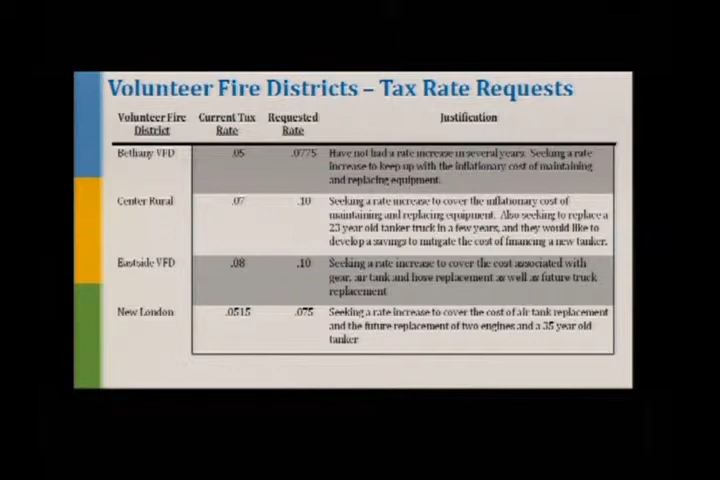 Volunteer Fire Districts – Tax Rate Requests
Volunteer Fire District Current Tax Rate Requested Rate Justification
Bethany VFD .05 .0775 Have not had a rate increase in several years. Seeking a rate
increase to keep up with the inflationary cost of maintaining
and replacing equipment.
Center Rural .07 .10 Seeking a rate increase to cover the inflationary cost of
maintaining and replacing equipment. Also seeking to replace a
23 year old tanker truck in a few years, and they would like to
develop a savings to mitigate the cost of financing a new tanker.
Eastside VFD .08 .10 Seeking a rate increase to cover the cost associated with
gear, air tank and hose replacement as well as future truck
replacement
New London .0515 .075 Seeking a rate increase to cover the cost of air tank replacement
and the future replacement of two engines and a 35 year old
tanker